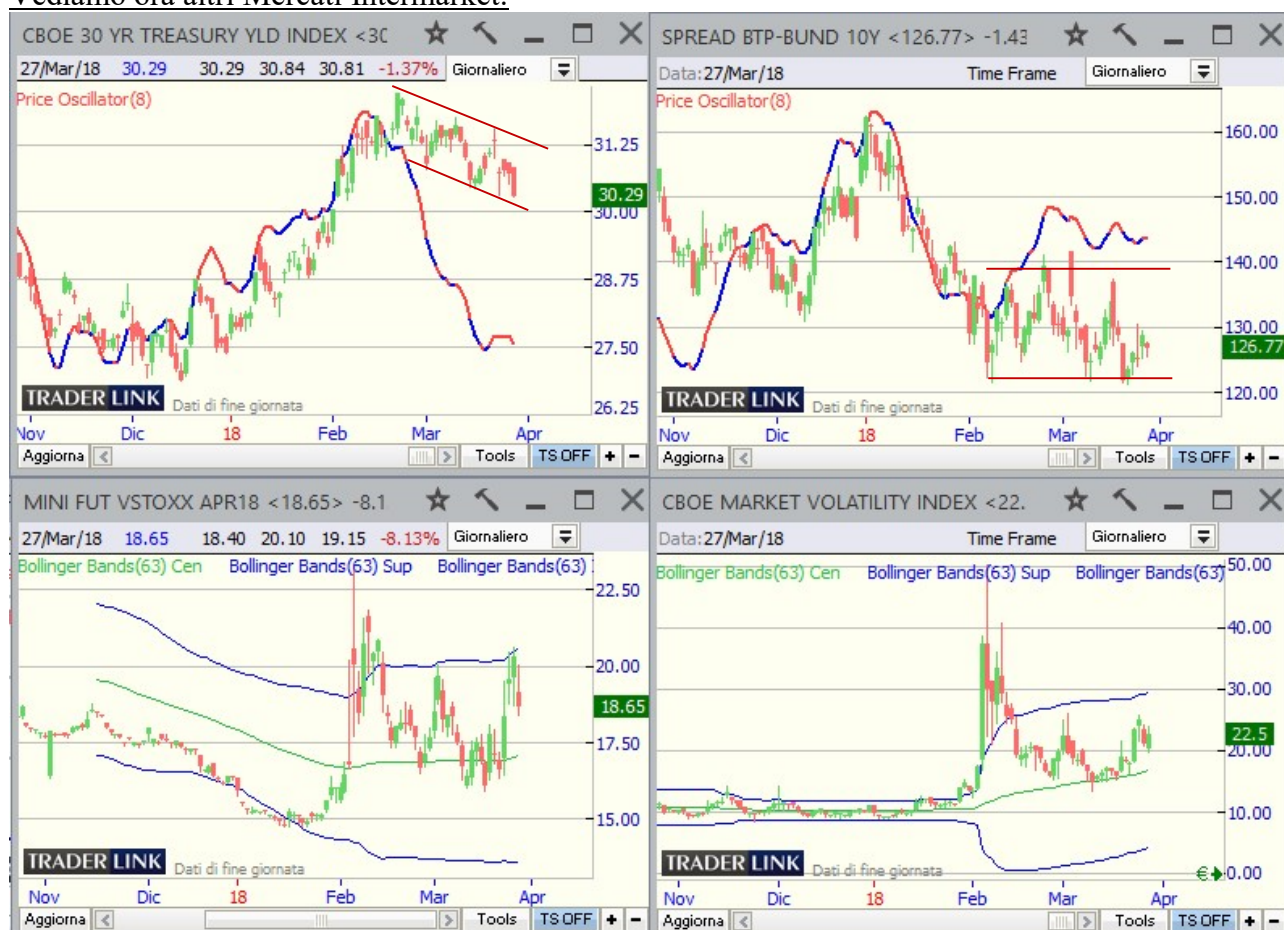 Vediamo ora altri Mercati Intermarket:
CBOE 30 YR TREASURY YLD INDEX <30
27/Mar/18 30.29 30.29 30.84 30.81 -1.37% Giornaliero
Price Oscillator(8)
31.25
30.29
30.00
28.75
27.50
26.25
TRADER LINK Dati di fine giornata
Nov Dic 18 Feb Mar Apr
Aggiorna Tools TS OFF + -
SPREAD BTP-BUND 10Y <126.77> -1.43
Data:27/Mar/18 Time Frame Giornaliero
Price Oscillator(8)
160.00
150.00
140.00
130.00
126.77
120.00
TRADER LINK Dati di fine giornata
Nov Dic 18 Feb Mar Apr
Aggiorna Tools TS OFF + -
MINI FUT VSTOXX APR18 <18.65> -8.1
27/Mar/18 18.65 18.40 20.10 19.15 -8.13% Giornaliero
Bollinger Bands(63) Cen Bollinger Bands(63) Sup Bollinger Bands(63)
22.50
20.00
18.65
17.50
15.00
TRADER LINK Dati di fine giornata
Nov Dic 18 Feb Mar Apr
Aggiorna Tools TS OFF + -
CBOE MARKET VOLATILITY INDEX <22.
Data:27/Mar/18 Time Frame Giornaliero
Bollinger Bands(63) Cen Bollinger Bands(63) Sup Bollinger Bands(63)
50.00
40.00
30.00
22.5
20.00
10.00
€ 0.00
TRADER LINK Dati di fine giornata
Nov Dic 18 Feb Mar Apr
Aggiorna Tools TS OFF + -